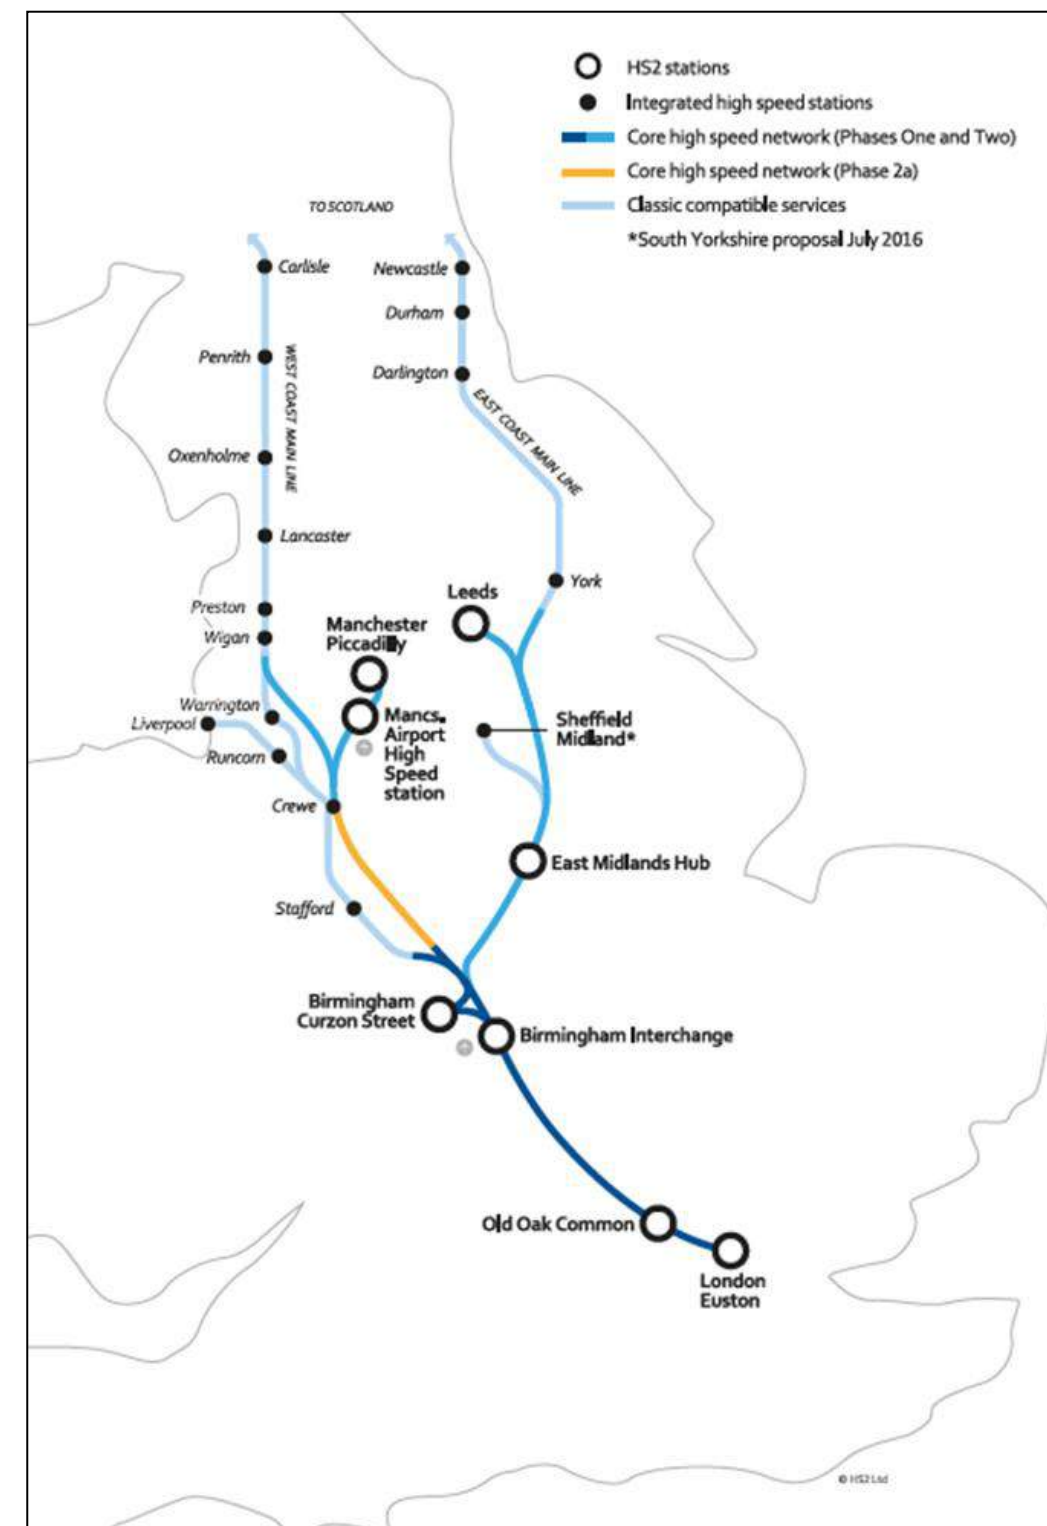 HS2 stations
Integrated high speed stations
Core high speed network (Phases One and Two)
Core high speed network (Phase 2a)
Classic compatible services
*South Yorkshire proposal July 2016
TO SCOTLAND
Carlisle
Newcastle
Durham
Penrith
WEST COAST MAIN LINE
Darlington
EAST COAST MAIN LINE
Oxenholme
Lancaster
York
Leeds
Preston
Manchester
Piccadilly
Wigan
Warrington
Liverpool
Mancs.
Airport
High
Speed
station
Sheffield
Midland*
Runcorn
Crewe
East Midlands Hub
Stafford
Birmingham
Curzon Street
Birmingham Interchange
Old Oak Common
London
Euston
© HS2 Ltd